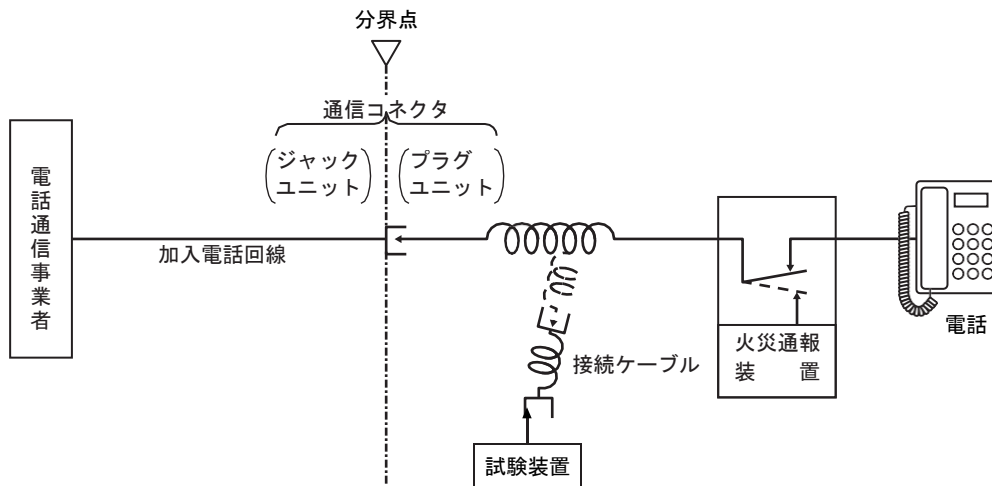 分界点
通信コネクタ
ジャック
ユニット
プラグ
ユニット
電話通信事業者
加入電話回線
電話
火災通報
装置
接続ケーブル
試験装置